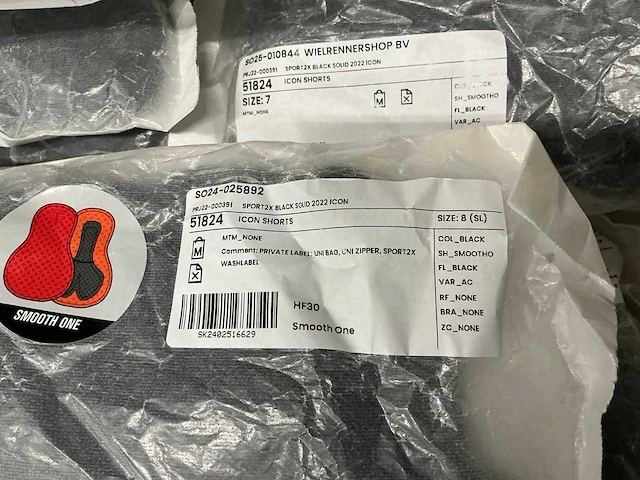 SO25-010844 WIELRENNERSHOP BV
PRJ22-000391 SPORT2X BLACK SOLID 2022 ICON
51824 ICON SHORTS
SIZE: 7
MTM_NONE
M
X
SH_SMOOTHO
FL_BLACK
VAR_AC
SO24-025892
PRJ22-000391 SPORT2X BLACK SOLID 2022 ICON
51824 ICON SHORTS
SIZE: 8 (SL)
MTM_NONE
Comment: PRIVATE LABEL: UNI BAG, UNI ZIPPER, SPORT2X
WASHLABEL
M
X
COL_BLACK
SH_SMOOTHO
FL_BLACK
VAR_AC
RF_NONE
BRA_NONE
ZC_NONE
HF30
Smooth One
SK2402516629
SMOOTH ONE